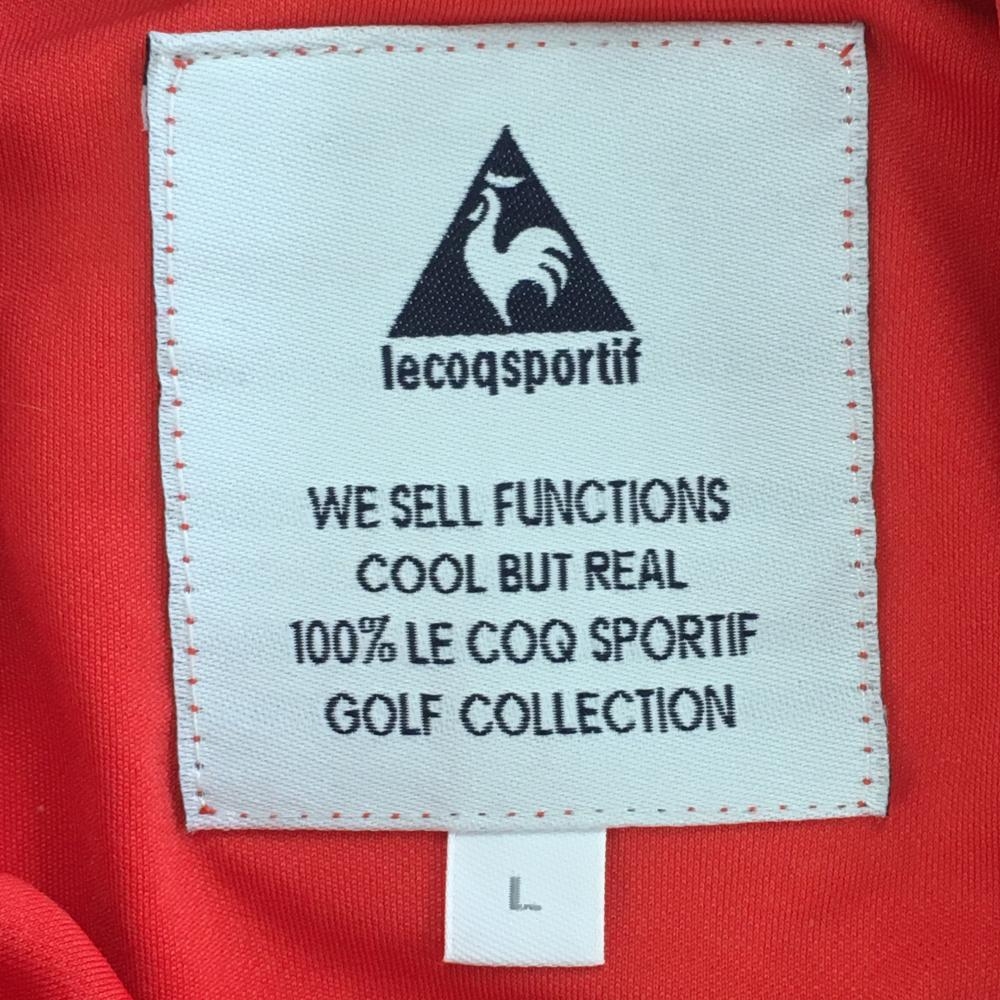 lecoqsportif
WE SELL FUNCTIONS
COOL BUT REAL
100% LE COQ SPORTIF
GOLF COLLECTION
L